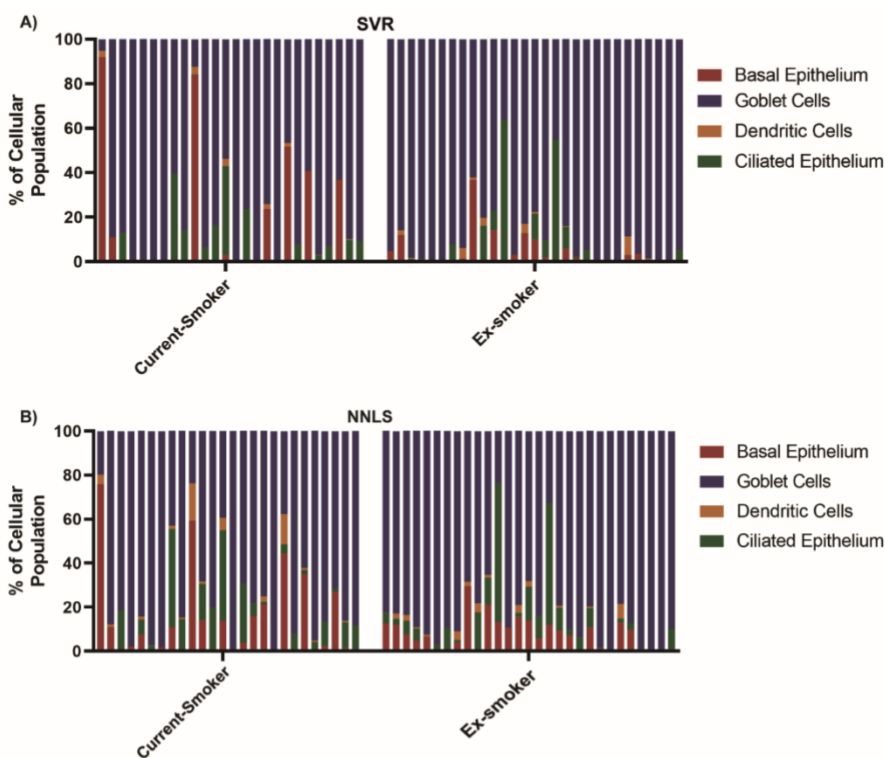 A)
SVR
100
80
60
40
20
0
% of Cellular
Population
Current-Smoker
Ex-smoker
Basal Epithelium
Goblet Cells
Dendritic Cells
Ciliated Epithelium
B)
NNLS
100
80
60
40
20
0
% of Cellular
Population
Current-Smoker
Ex-smoker
Basal Epithelium
Goblet Cells
Dendritic Cells
Ciliated Epithelium